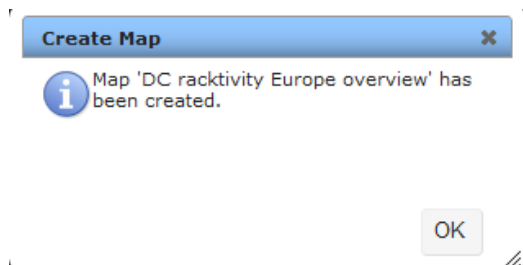 Create Map
Map 'DC racktivity Europe overview' has
been created.
OK